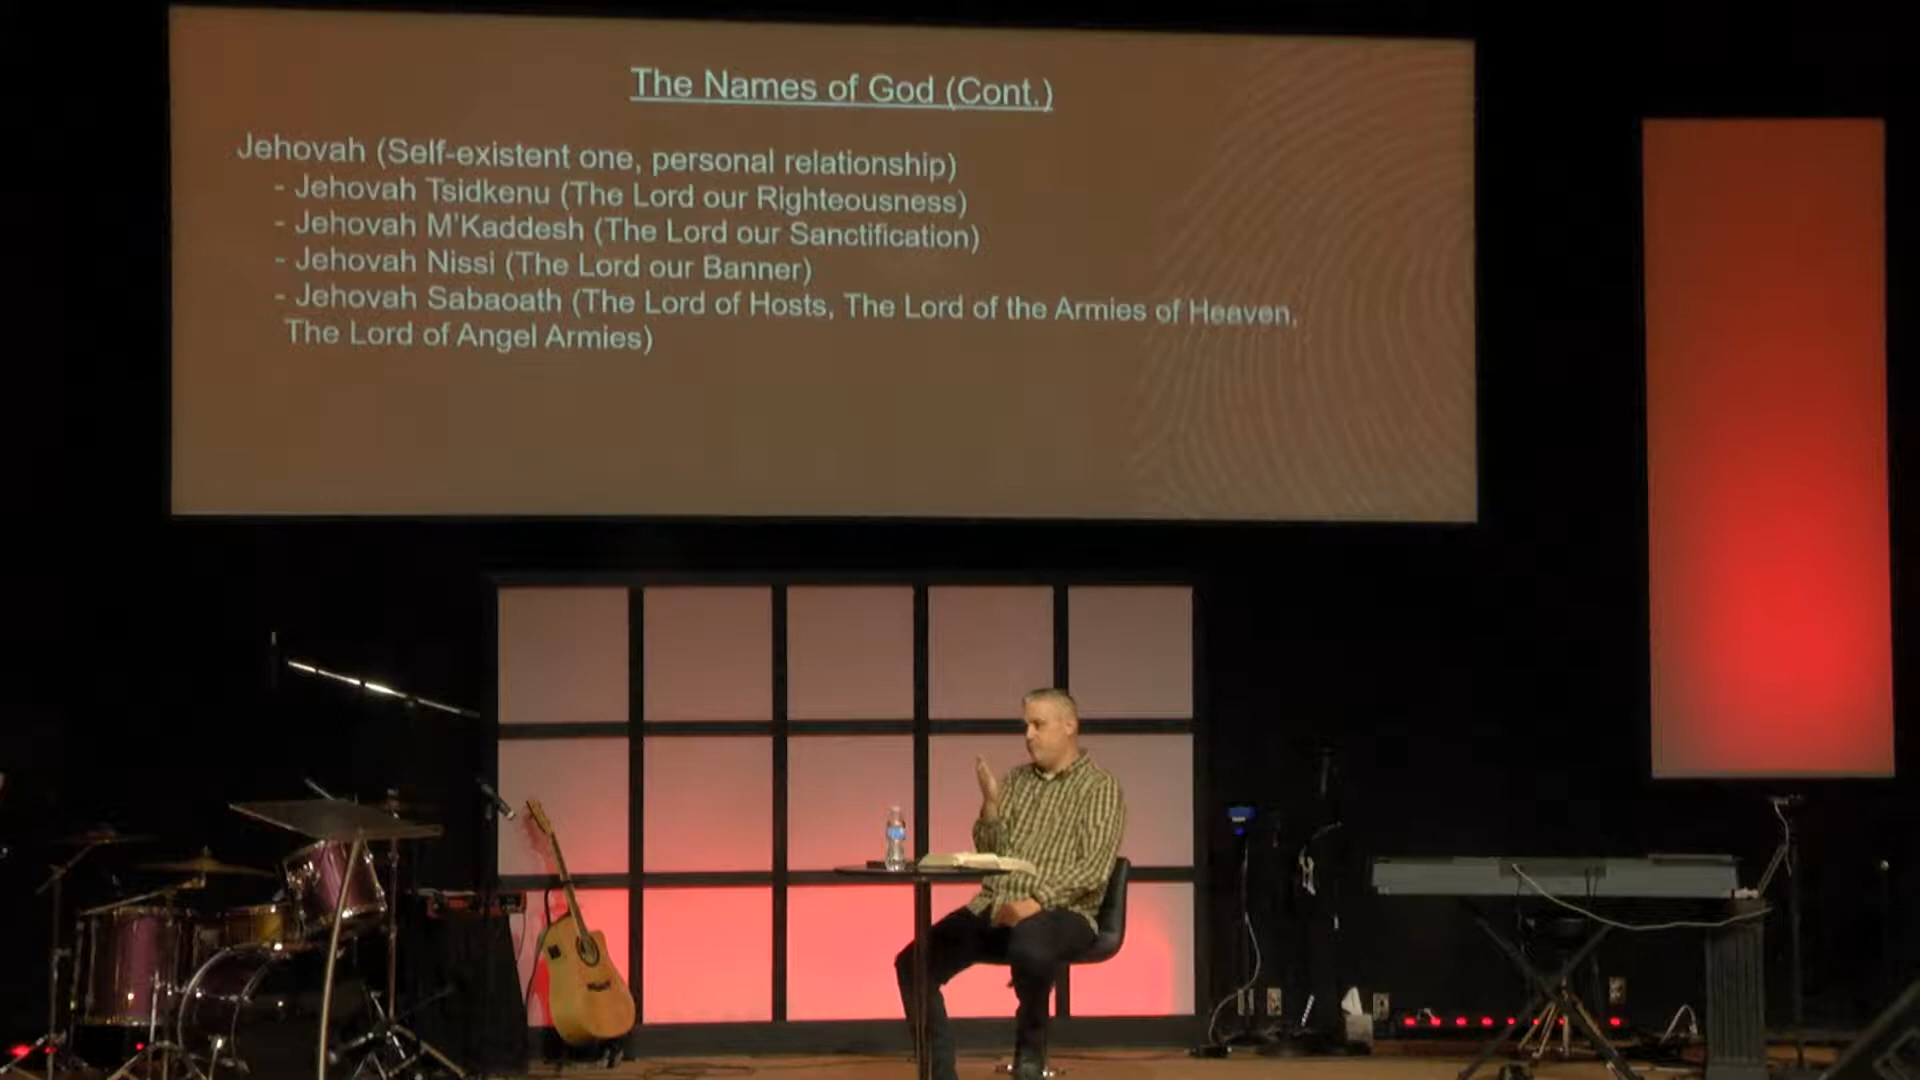 The Names of God (Cont.)
Jehovah (Self-existent one, personal relationship)
- Jehovah Tsidkenu (The Lord our Righteousness)
- Jehovah M'Kaddesh (The Lord our Sanctification)
- Jehovah Nissi (The Lord our Banner)
- Jehovah Sabaoath (The Lord of Hosts, The Lord of the Armies of Heaven,
The Lord of Angel Armies)